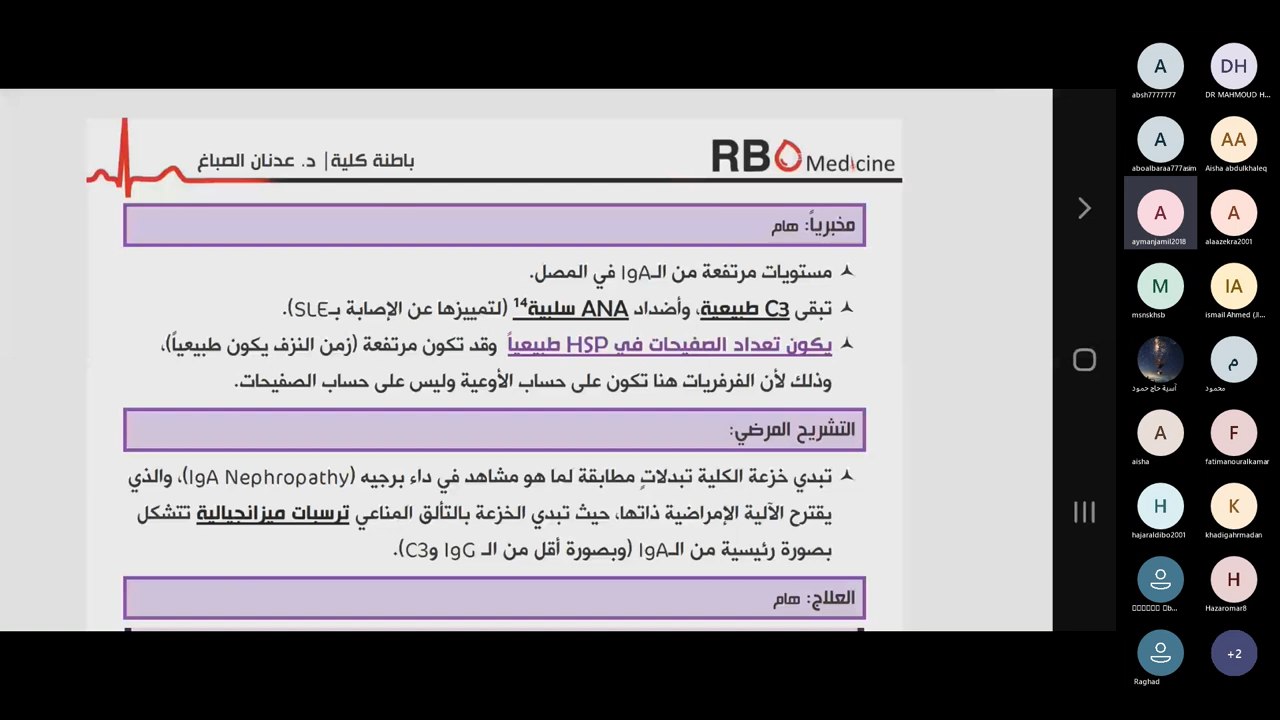 باطنة كلية | د. عدنان الصباغ
RB Medicine
مخبرياً: هام
مستويات مرتفعة من الـIgA في المصل.
تبقى C3 طبيعية، وأضداد ANA سلبية14 (لتمييزها عن الإصابة بـSLE).
يكون تعداد الصفيحات في HSP طبيعياً وقد تكون مرتفعة (زمن النزف يكون طبيعياً)،
وذلك لأن الفرفريات هنا تكون على حساب الأوعية وليس على حساب الصفيحات.
التشريح المرضي:
تبدي خزعة الكلية تبدلاتٍ مطابقة لما هو مشاهد في داء برجيه (IgA Nephropathy)، والذي
يقترح الآلية الإمراضية ذاتها، حيث تبدي الخزعة بالتألق المناعي ترسبات ميزانجيالية تتشكل
بصورة رئيسية من الـIgA (وبصورة أقل من الـ IgG وC3).
العلاج: هام
A
absh7777777
DH
DR MAHMOUD H...
A
aboalbaraa777asim
AA
Aisha abdulkhaleq
A
aymanjamil2018
A
alaazekra2001
M
msnskhsb
IA
ismail Ahmed (Jl...
آسية حاج حمود
م
محمود
A
aisha
F
fatimanouralkamar
H
hajaraldibo2001
K
khadigahrmadan
H
Hazaromar8
Raghad
+2